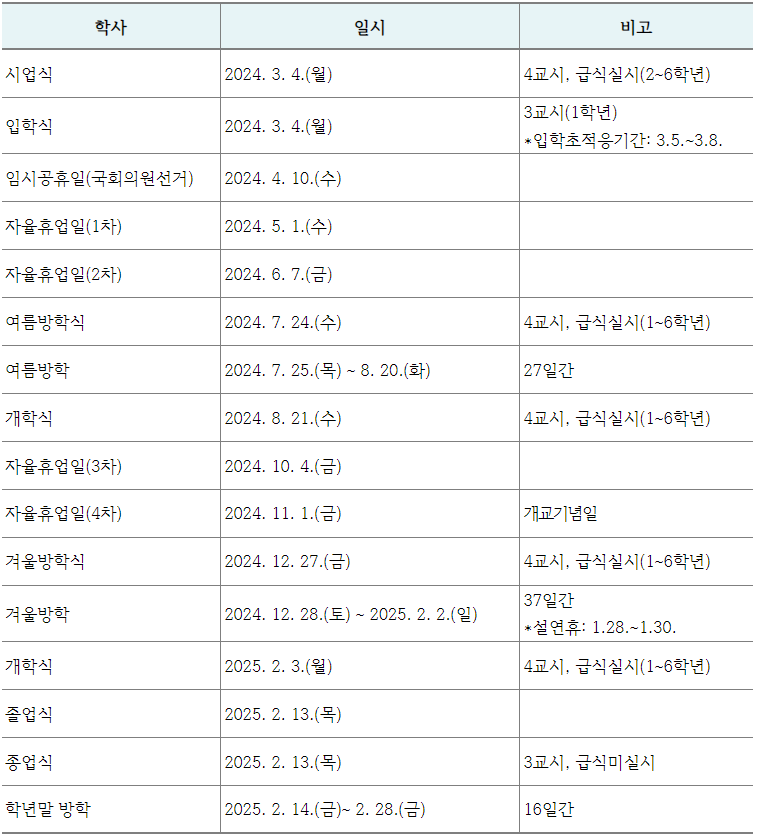 학사 일시 비고
시업식 2024. 3. 4.(월) 4교시, 급식실시(2~6학년)
입학식 2024. 3. 4.(월) 3교시(1학년)
*입학초적응기간: 3.5.~3.8.
임시공휴일(국회의원선거) 2024. 4. 10.(수)
자율휴업일(1차) 2024. 5. 1.(수)
자율휴업일(2차) 2024. 6. 7.(금)
여름방학식 2024. 7. 24.(수) 4교시, 급식실시(1~6학년)
여름방학 2024. 7. 25.(목) ~ 8. 20.(화) 27일간
개학식 2024. 8. 21.(수) 4교시, 급식실시(1~6학년)
자율휴업일(3차) 2024. 10. 4.(금)
자율휴업일(4차) 2024. 11. 1.(금) 개교기념일
겨울방학식 2024. 12. 27.(금) 4교시, 급식실시(1~6학년)
겨울방학 2024. 12. 28.(토) ~ 2025. 2. 2.(일) 37일간
*설연휴: 1.28.~1.30.
개학식 2025. 2. 3.(월) 4교시, 급식실시(1~6학년)
졸업식 2025. 2. 13.(목)
종업식 2025. 2. 13.(목) 3교시, 급식미실시
학년말 방학 2025. 2. 14.(금)~ 2. 28.(금) 16일간